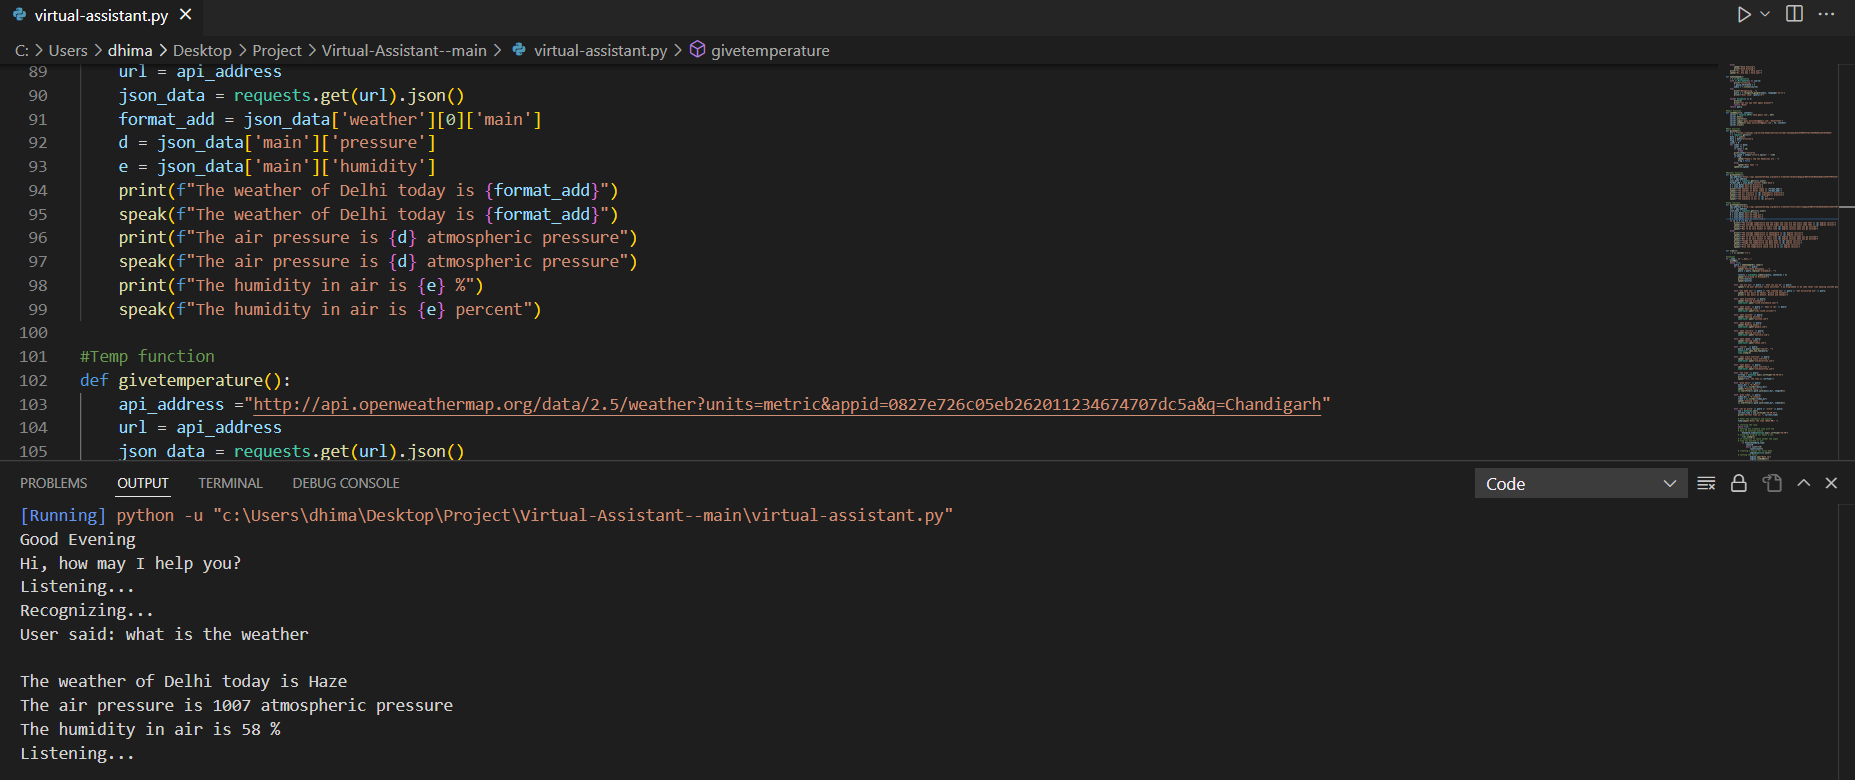 virtual-assistant.py
C: > Users > dhima > Desktop > Project > Virtual-Assistant--main > virtual-assistant.py > givetemperature
89 url = api_address
90 json_data = requests.get(url).json()
91 format_add = json_data['weather'][0]['main']
92 d = json_data['main']['pressure']
93 e = json_data['main']['humidity']
94 print(f"The weather of Delhi today is {format_add}")
95 speak(f"The weather of Delhi today is {format_add}")
96 print(f"The air pressure is {d} atmospheric pressure")
97 speak(f"The air pressure is {d} atmospheric pressure")
98 print(f"The humidity in air is {e} %")
99 speak(f"The humidity in air is {e} percent")
100
101 #Temp function
102 def givetemperature():
103 api_address ="http://api.openweathermap.org/data/2.5/weather?units=metric&appid=0827e726c05eb262011234674707dc5a&q=Chandigarh"
104 url = api_address
105 json_data = requests.get(url).json()
PROBLEMS OUTPUT TERMINAL DEBUG CONSOLE Code
[Running] python -u "c:\Users\dhima\Desktop\Project\Virtual-Assistant--main\virtual-assistant.py"
Good Evening
Hi, how may I help you?
Listening...
Recognizing...
User said: what is the weather
The weather of Delhi today is Haze
The air pressure is 1007 atmospheric pressure
The humidity in air is 58 %
Listening...